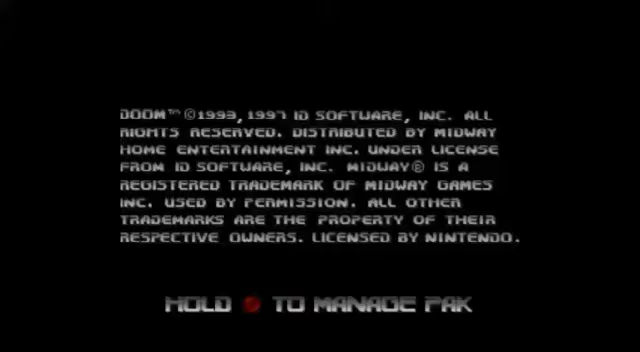 DOOM™ ©1993, 1997 ID SOFTWARE, INC. ALL
RIGHTS RESERVED. DISTRIBUTED BY MIDWAY
HOME ENTERTAINMENT INC. UNDER LICENSE
FROM ID SOFTWARE, INC. MIDWAY® IS A
REGISTERED TRADEMARK OF MIDWAY GAMES
INC. USED BY PERMISSION. ALL OTHER
TRADEMARKS ARE THE PROPERTY OF THEIR
RESPECTIVE OWNERS. LICENSED BY NINTENDO.
HOLD TO MANAGE PAK